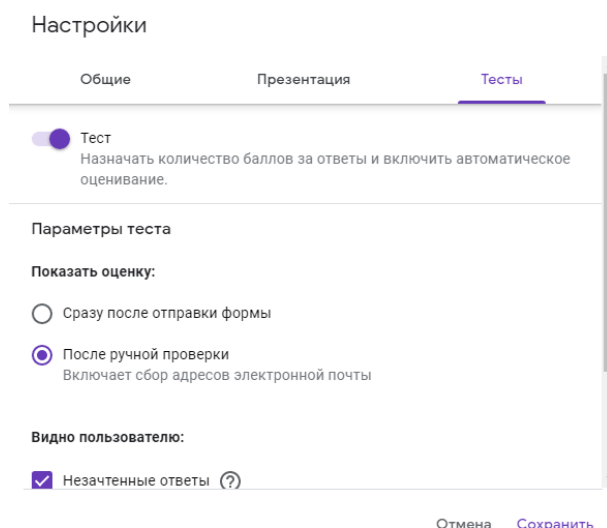 Настройки
Общие Презентация Тесты
Тест
Назначать количество баллов за ответы и включить автоматическое
оценивание.
Параметры теста
Показать оценку:
Сразу после отправки формы
После ручной проверки
Включает сбор адресов электронной почты
Видно пользователю:
Незачтенные ответы ?
Отмена Сохранить